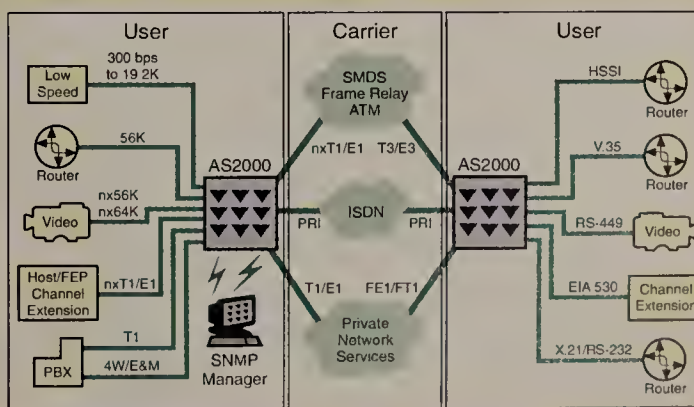 User
Carrier
User
300 bps
to 19 2K
Low
Speed
56K
Router
AS2000
nx56K
nx64K
Video
Host/FEP
Channel
Extension
nxT1/E1
T1
4W/E&M
PBX
SNMP
Manager
SMDS
Frame Relay
ATM
nxT1/E1
T3/E3
PRI
ISDN
PRI
T1/E1
FE1/FT1
Private
Network
Services
AS2000
HSSI
Router
V.35
Router
RS-449
Video
EIA 530
Channel
Extension
X.21/RS-232
Router